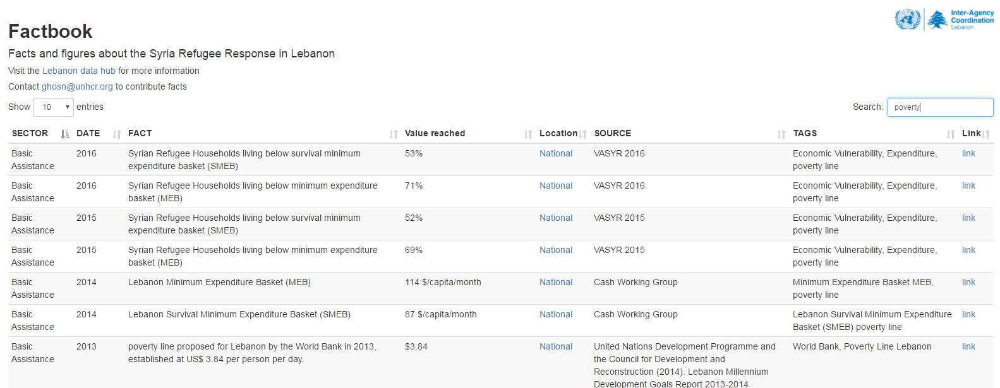 Inter-Agency
Coordination
Lebanon
Factbook
Facts and figures about the Syria Refugee Response in Lebanon
Visit the Lebanon data hub for more information
Contact ghosn@unhcr.org to contribute facts
Show 10 entries
Search: poverty
SECTOR DATE FACT Value reached Location SOURCE TAGS Link
Basic 2016 Syrian Refugee Households living below survival minimum 53% National VASYR 2016 Economic Vulnerability, Expenditure, link
Assistance expenditure basket (SMEB) poverty line
Basic 2016 Syrian Refugee Households living below minimum expenditure 71% National VASYR 2016 Economic Vulnerability, Expenditure, link
Assistance basket (MEB) poverty line
Basic 2015 Syrian Refugee Households living below survival minimum 52% National VASYR 2015 Economic Vulnerability, Expenditure, link
Assistance expenditure basket (SMEB) poverty line
Basic 2015 Syrian Refugee Households living below minimum expenditure 69% National VASYR 2015 Economic Vulnerability, Expenditure, link
Assistance basket (MEB) poverty line
Basic 2014 Lebanon Minimum Expenditure Basket (MEB) 114 $/capita/month National Cash Working Group Minimum Expenditure Basket MEB, link
Assistance poverty line
Basic 2014 Lebanon Survival Minimum Expenditure Basket (SMEB) 87 $/capita/month National Cash Working Group Lebanon Survival Minimum Expenditure link
Assistance Basket (SMEB) poverty line
Basic 2013 poverty line proposed for Lebanon by the World Bank in 2013, $3.84 National United Nations Development Programme and World Bank, Poverty Line Lebanon link
Assistance established at US$ 3.84 per person per day. the Council for Development and
Reconstruction (2014). Lebanon Millennium
Development Goals Report 2013-2014.